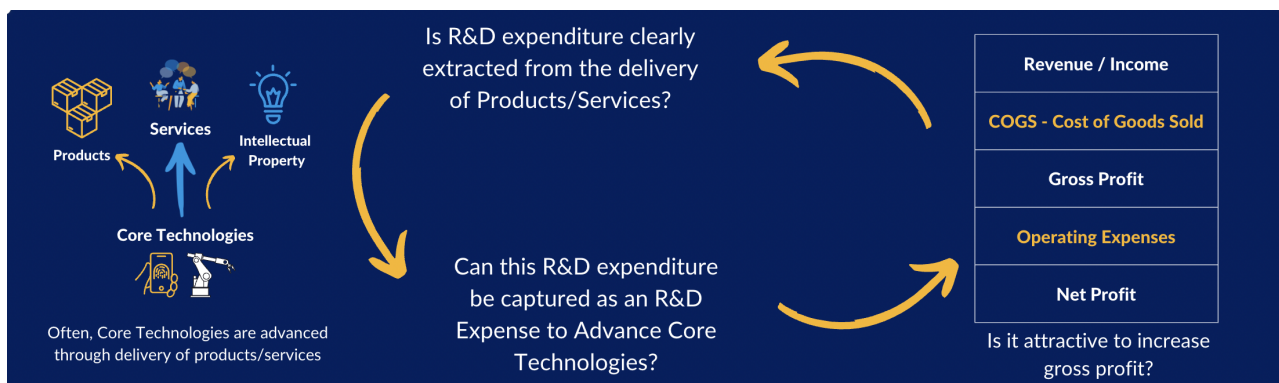 Products
Services
Intellectual
Property
Core Technologies
Often, Core Technologies are advanced
through delivery of products/services
Is R&D expenditure clearly
extracted from the delivery
of Products/Services?
Can this R&D expenditure
be captured as an R&D
Expense to Advance Core
Technologies?
Revenue / Income
COGS - Cost of Goods Sold
Gross Profit
Operating Expenses
Net Profit
Is it attractive to increase
gross profit?